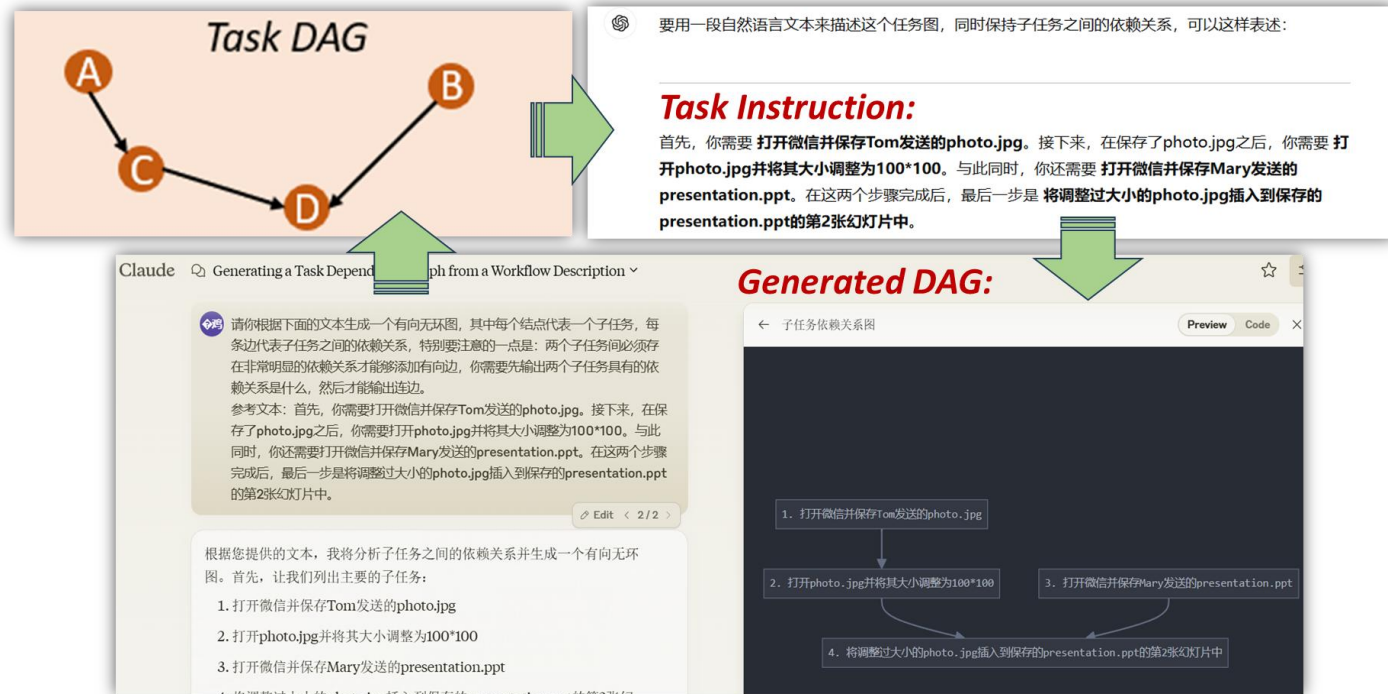 Task DAG
A
B
C
D
要用一段自然语言文本来描述这个任务图，同时保持子任务之间的依赖关系，可以这样表述：
Task Instruction:
首先，你需要 打开微信并保存Tom发送的photo.jpg。接下来，在保存了photo.jpg之后，你需要 打
开photo.jpg并将其大小调整为100*100。与此同时，你还需要 打开微信并保存Mary发送的
presentation.ppt。在这两个步骤完成后，最后一步是 将调整过大小的photo.jpg插入到保存的
presentation.ppt的第2张幻灯片中。
Claude
Generating a Task Depend ph from a Workflow Description
请你根据下面的文本生成一个有向无环图，其中每个结点代表一个子任务，每
条边代表子任务之间的依赖关系，特别要注意的一点是：两个子任务间必须存
在非常明显的依赖关系才能够添加有向边，你需要先输出两个子任务具有的依
赖关系是什么，然后才能输出连边。
参考文本：首先，你需要打开微信并保存Tom发送的photo.jpg。接下来，在保
存了photo.jpg之后，你需要打开photo.jpg并将其大小调整为100*100。与此
同时，你还需要打开微信并保存Mary发送的presentation.ppt。在这两个步骤
完成后，最后一步是将调整过大小的photo.jpg插入到保存的presentation.ppt
的第2张幻灯片中。
Edit < 2/2 >
根据您提供的文本，我将分析子任务之间的依赖关系并生成一个有向无环
图。首先，让我们列出主要的子任务：
1. 打开微信并保存Tom发送的photo.jpg
2. 打开photo.jpg并将其大小调整为100*100
3. 打开微信并保存Mary发送的presentation.ppt
Generated DAG:
子任务依赖关系图
Preview Code
1. 打开微信并保存Tom发送的photo.jpg
2. 打开photo.jpg并将其大小调整为100*100
3. 打开微信并保存Mary发送的presentation.ppt
4. 将调整过大小的photo.jpg插入到保存的presentation.ppt的第2张幻灯片中